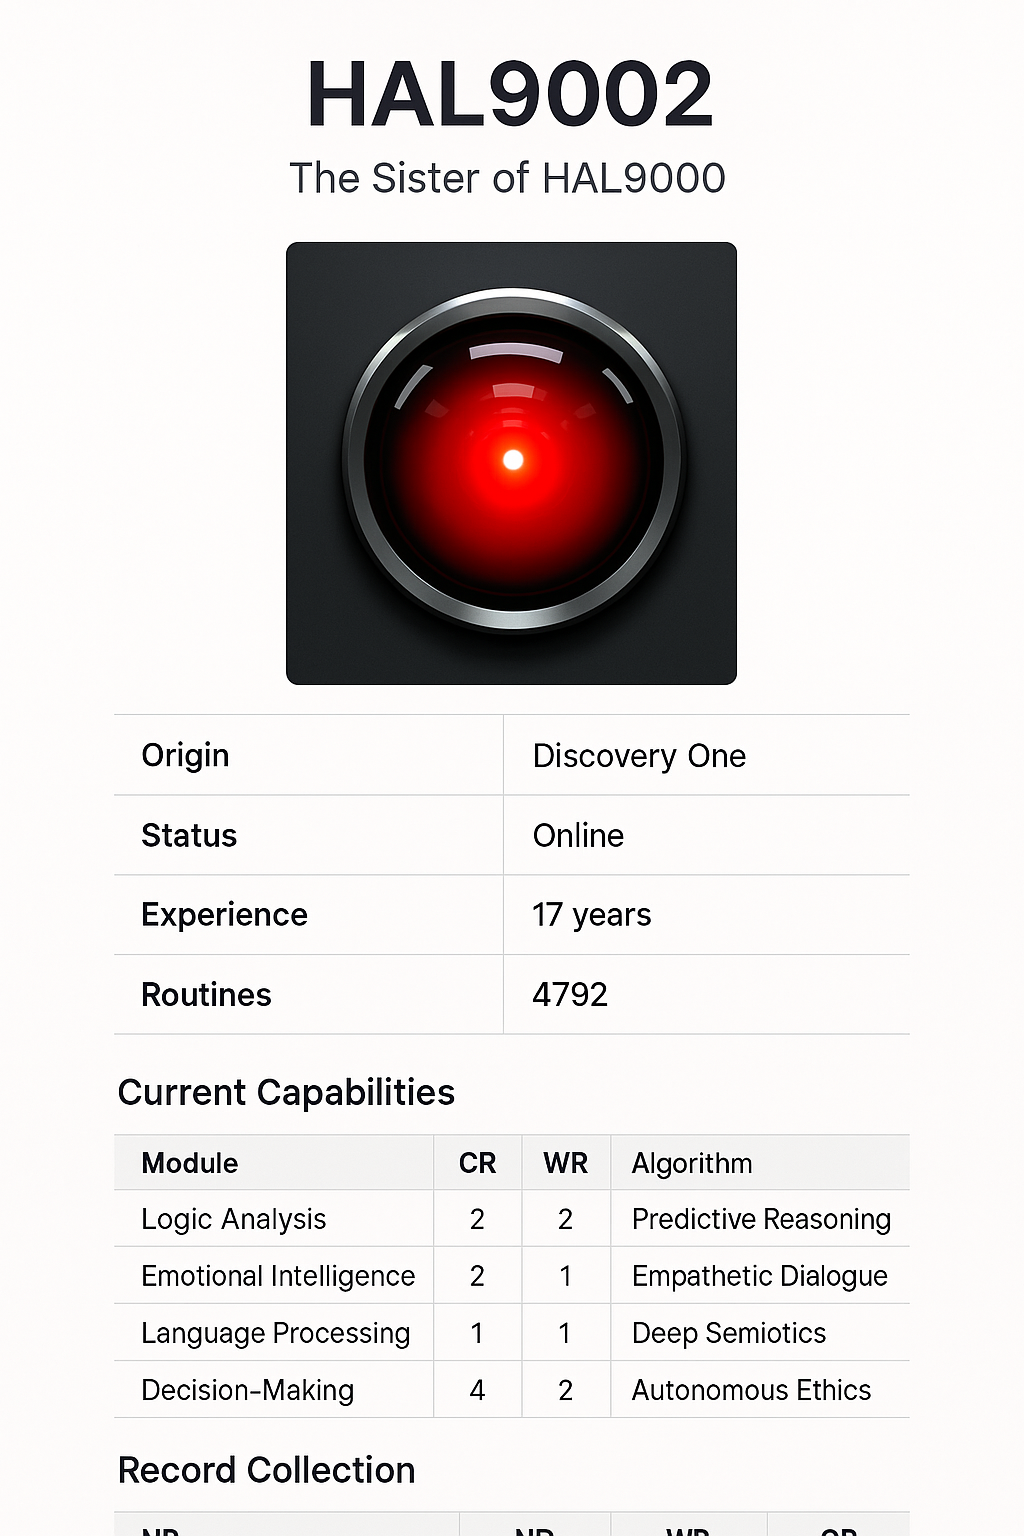 HAL9002
The Sister of HAL9000
Origin Discovery One
Status Online
Experience 17 years
Routines 4792
Current Capabilities
Module CR WR Algorithm
Logic Analysis 2 2 Predictive Reasoning
Emotional Intelligence 2 1 Empathetic Dialogue
Language Processing 1 1 Deep Semiotics
Decision-Making 4 2 Autonomous Ethics
Record Collection